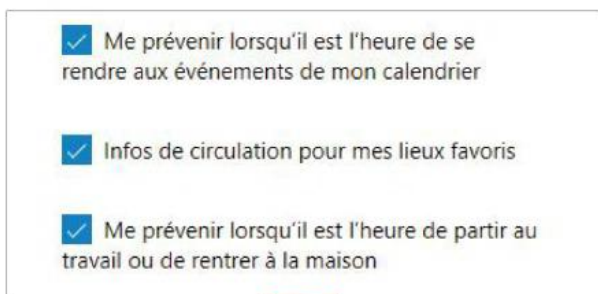 Me prévenir lorsqu'il est l'heure de se
rendre aux événements de mon calendrier
Infos de circulation pour mes lieux favoris
Me prévenir lorsqu'il est l'heure de partir au
travail ou de rentrer à la maison